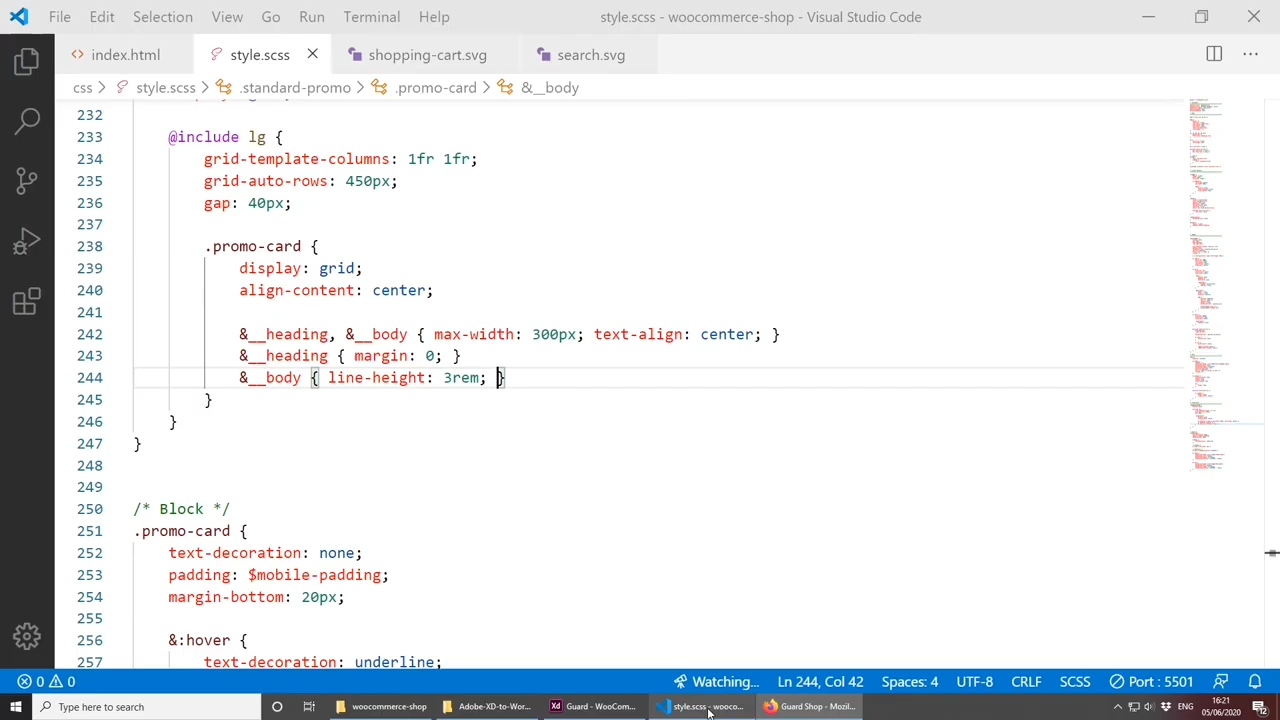 File Edit Selection View Go Run Terminal Help style.scss - woocommerce-shop - Visual Studio Code
index.html style.scss shopping-cart.svg search.svg
css > style.scss > .standard-promo > .promo-card > &__body
233 @include lg {
234 grid-template-columns: 1fr 1fr;
235 grid-auto-rows: 450px;
236 gap: 40px;
237
238 .promo-card {
239 display: grid;
240 align-content: center;
241
242 &__heading, &__body { max-width: 300px; text-align: center; }
243 &__heading { margin: 0; }
244 &__body { line-height: 3rem; }
245 }
246 }
247 }
248
249
250 /* Block */
251 .promo-card {
252 text-decoration: none;
253 padding: $mobile-padding;
254 margin-bottom: 20px;
255
256 &:hover {
257 text-decoration: underline;
0 0 Watching... Ln 244, Col 42 Spaces: 4 UTF-8 CRLF SCSS Port : 5501
Type here to search woocommerce-shop Adobe-XD-to-Wor... Guard - WooCom... style.scss - wooco... Guard Shop - Mozil... 16:21
05/06/2020 12